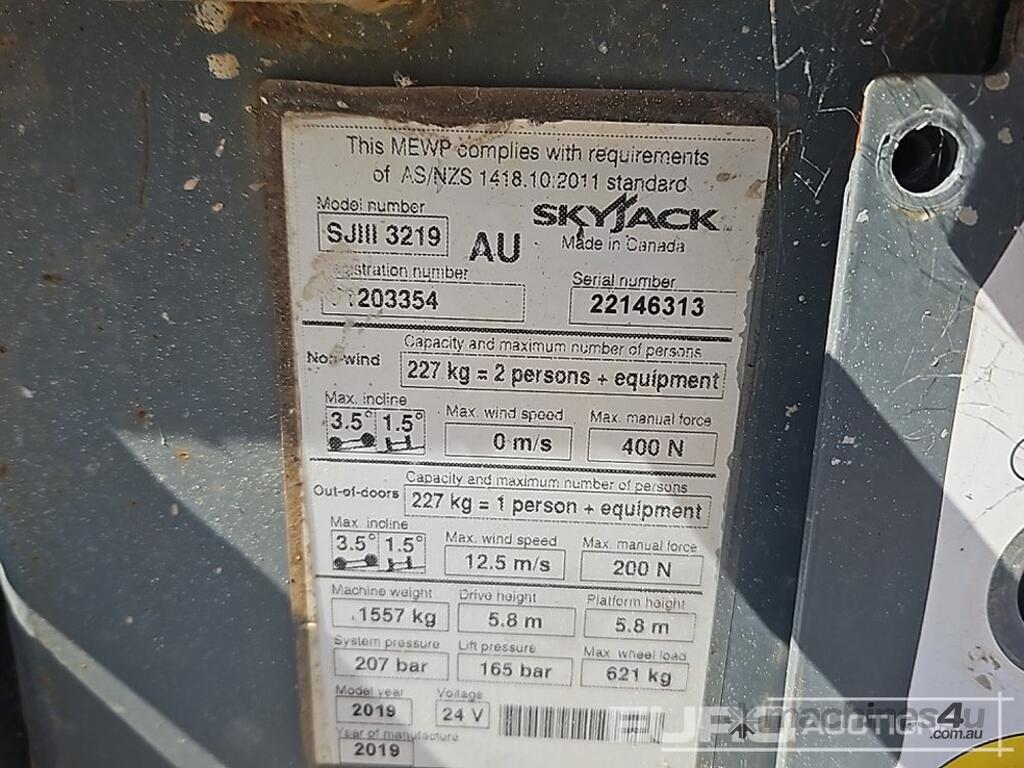 This MEWP complies with requirements
of AS/NZS 1418.10:2011 standard
Model number
SJIII 3219
AU
SKYJACK
Made in Canada
number
203354
Serial number
22146313
Non-wind
Capacity and maximum number of persons
227 kg = 2 persons + equipment
Max. incline
3.5° 1.5°
Max. wind speed
0 m/s
Max. manual force
400 N
Out-of-doors
Capacity and maximum number of persons
227 kg = 1 person + equipment
Max. incline
3.5° 1.5°
Max. wind speed
12.5 m/s
Max. manual force
200 N
Machine weight
1557 kg
Drive height
5.8 m
Platform height
5.8 m
System pressure
207 bar
Lift pressure
165 bar
Max. wheel load
621 kg
Model year
2019
Voltage
24 V
Year of manufacture
2019
EURO AUCTIONS
machines4u
.com.au